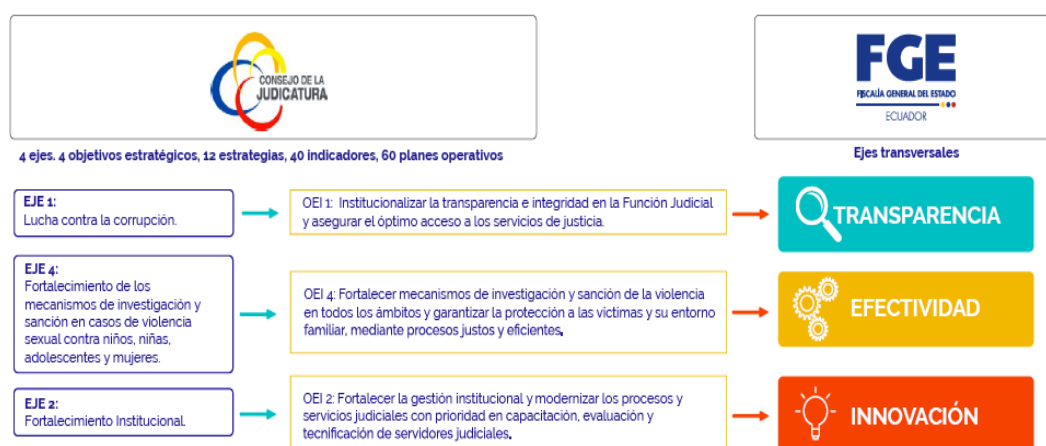 CONSEJO DE LA
JUDICATURA
FGE
FISCALÍA GENERAL DEL ESTADO
ECUADOR
4 ejes. 4 objetivos estratégicos, 12 estrategias, 40 indicadores, 60 planes operativos
Ejes transversales
EJE 1:
Lucha contra la corrupción.
OEI 1: Institucionalizar la transparencia e integridad en la Función Judicial
y asegurar el óptimo acceso a los servicios de justicia.
TRANSPARENCIA
EJE 4:
Fortalecimiento de los
mecanismos de investigación y
sanción en casos de violencia
sexual contra niños, niñas,
adolescentes y mujeres.
OEI 4: Fortalecer mecanismos de investigación y sanción de la violencia
en todos los ámbitos y garantizar la protección a las víctimas y su entorno
familiar, mediante procesos justos y eficientes.
EFECTIVIDAD
EJE 2:
Fortalecimiento Institucional.
OEI 2: Fortalecer la gestión institucional y modernizar los procesos y
servicios judiciales con prioridad en capacitación, evaluación y
tecnificación de servidores judiciales.
INNOVACIÓN